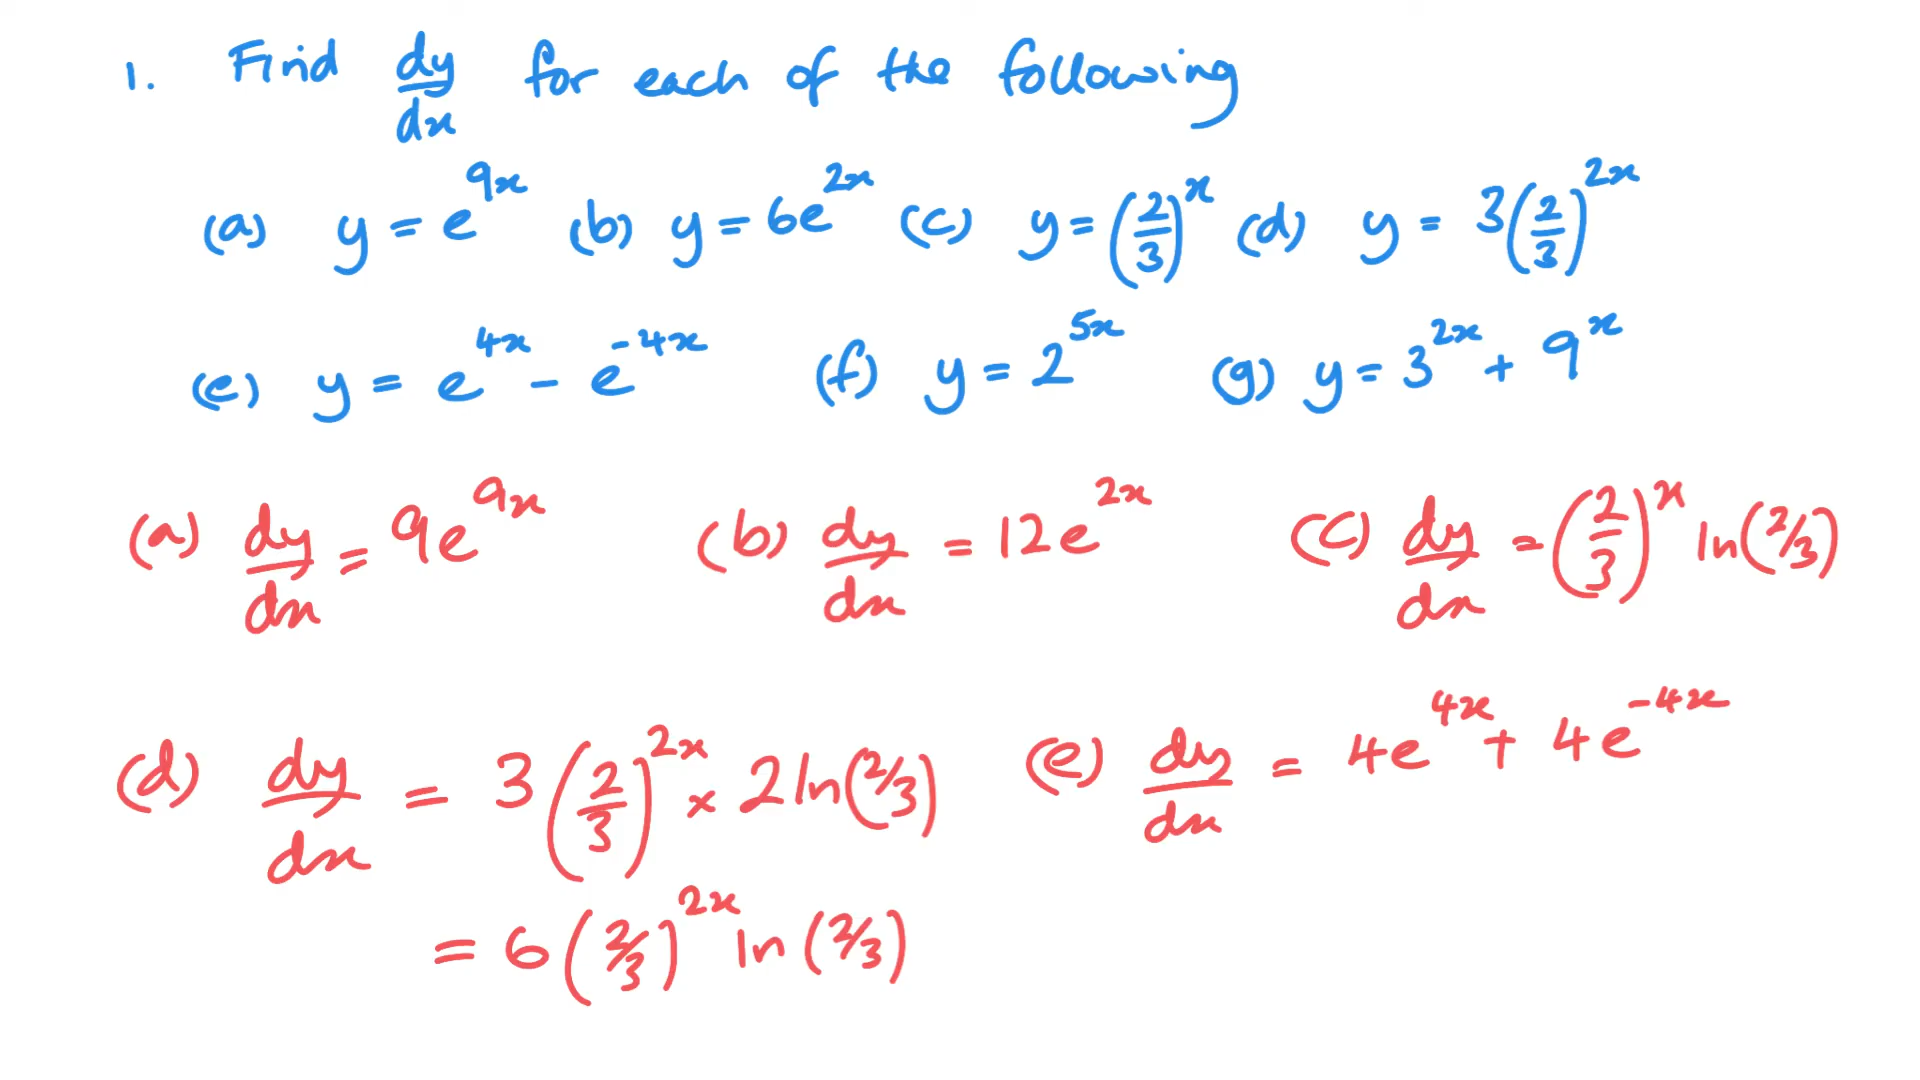 1. Find dy/dx for each of the following
(a) y = e^{9x} (b) y = 6e^{2x} (c) y = (2/3)^x (d) y = 3(2/3)^{2x}
(e) y = e^{4x} - e^{-4x} (f) y = 2^{5x} (g) y = 3^{2x} + 9^x
(a) dy/dx = 9e^{9x} (b) dy/dx = 12e^{2x} (c) dy/dx = (2/3)^x ln(2/3)
(d) dy/dx = 3(2/3)^{2x} × 2ln(2/3) (e) dy/dx = 4e^{4x} + 4e^{-4x}
= 6(2/3)^{2x} ln(2/3)